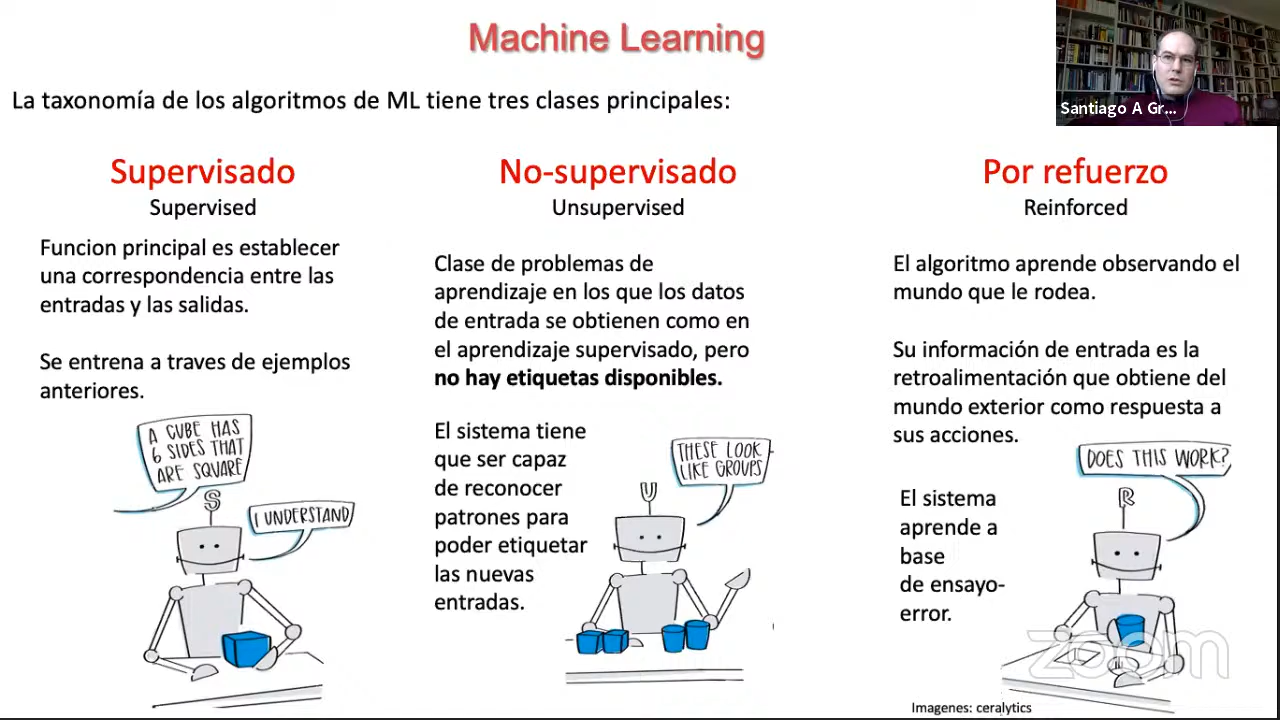 Machine Learning
Santiago A Gr...
La taxonomía de los algoritmos de ML tiene tres clases principales:
Supervisado
Supervised
Funcion principal es establecer
una correspondencia entre las
entradas y las salidas.
Se entrena a traves de ejemplos
anteriores.
A CUBE HAS
6 SIDES THAT
ARE SQUARE
S
I UNDERSTAND
No-supervisado
Unsupervised
Clase de problemas de
aprendizaje en los que los datos
de entrada se obtienen como en
el aprendizaje supervisado, pero
no hay etiquetas disponibles.
El sistema tiene
que ser capaz
de reconocer
patrones para
poder etiquetar
las nuevas
entradas.
THESE LOOK
LIKE GROUPS
U
Por refuerzo
Reinforced
El algoritmo aprende observando el
mundo que le rodea.
Su información de entrada es la
retroalimentación que obtiene del
mundo exterior como respuesta a
sus acciones.
DOES THIS WORK?
R
El sistema
aprende a
base
de ensayo-
error.
zoom
Imagenes: ceralytics